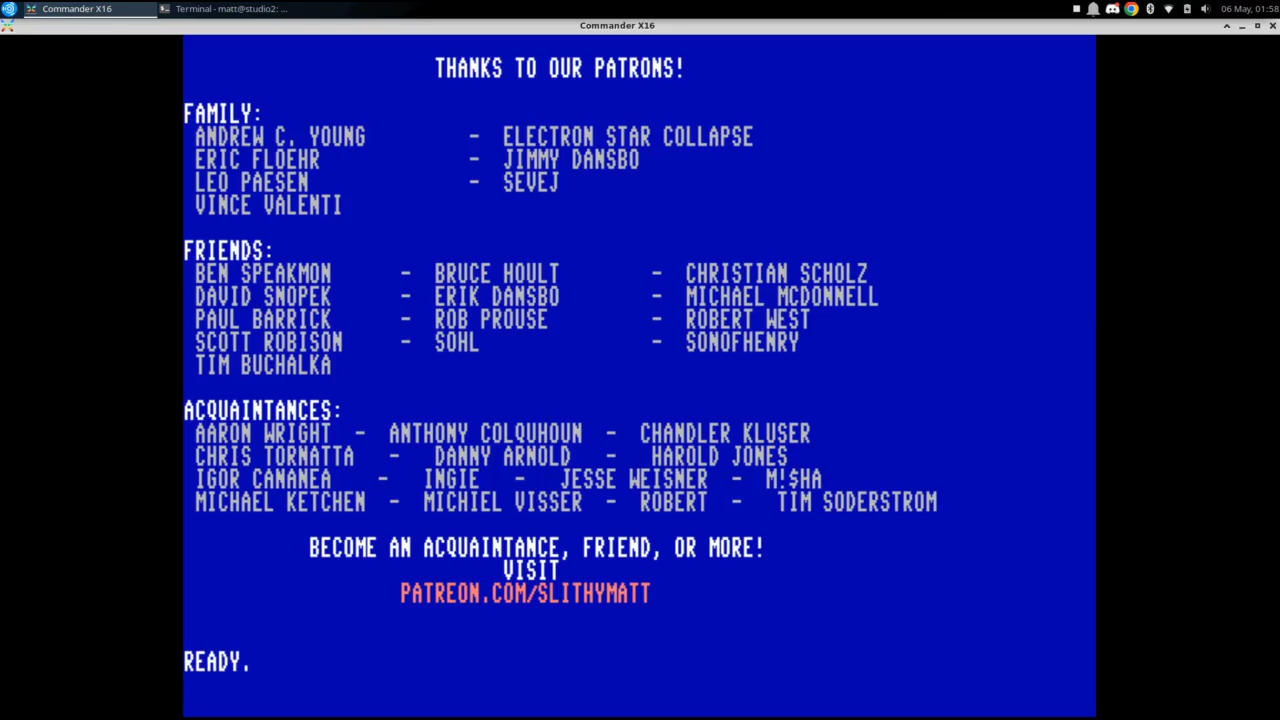 Commander X16
Terminal - matt@studio2: ...
06 May, 01:58
Commander X16
THANKS TO OUR PATRONS!
FAMILY:
ANDREW C. YOUNG - ELECTRON STAR COLLAPSE
ERIC FLOEHR - JIMMY DANSBO
LEO PAESEN - SEVEJ
VINCE VALENTI
FRIENDS:
BEN SPEAKMON - BRUCE HOULT - CHRISTIAN SCHOLZ
DAVID SNOPEK - ERIK DANSBO - MICHAEL MCDONNELL
PAUL BARRICK - ROB PROUSE - ROBERT WEST
SCOTT ROBISON - SOHL - SONOFHENRY
TIM BUCHALKA
ACQUAINTANCES:
AARON WRIGHT - ANTHONY COLQUHOUN - CHANDLER KLUSER
CHRIS TORNATTA - DANNY ARNOLD - HAROLD JONES
IGOR CANANEA - INGIE - JESSE WEISNER - M!$HA
MICHAEL KETCHEN - MICHIEL VISSER - ROBERT - TIM SODERSTROM
BECOME AN ACQUAINTANCE, FRIEND, OR MORE!
VISIT
PATREON.COM/SLITHYMATT
READY.